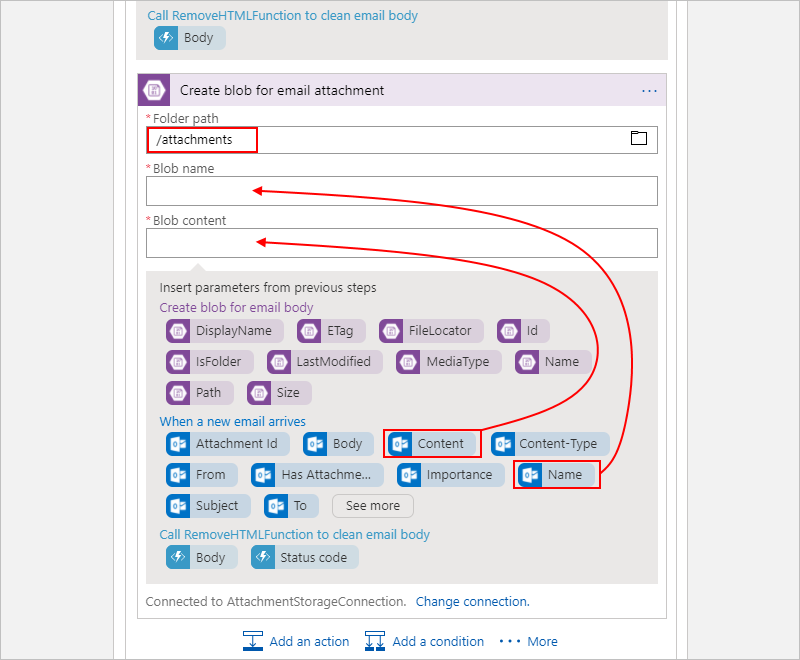 Call RemoveHTMLFunction to clean email body
Body
Create blob for email attachment
* Folder path
/attachments
* Blob name
* Blob content
Insert parameters from previous steps
Create blob for email body
DisplayName ETag FileLocator Id
IsFolder LastModified MediaType Name
Path Size
When a new email arrives
Attachment Id Body Content Content-Type
From Has Attachme... Importance Name
Subject To See more
Call RemoveHTMLFunction to clean email body
Body Status code
Connected to AttachmentStorageConnection. Change connection.
Add an action Add a condition More